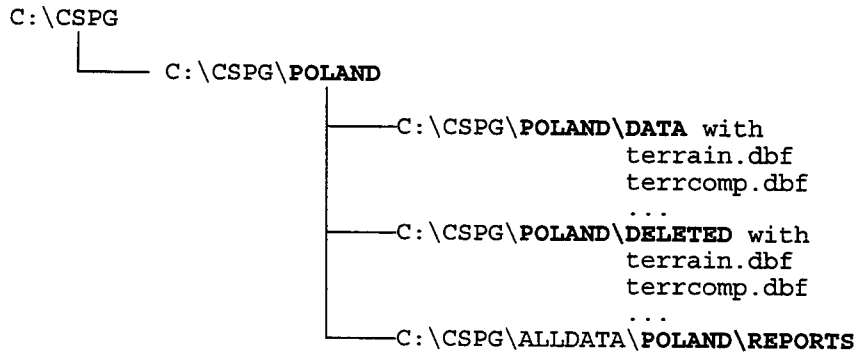 C:\CSPG
C:\CSPG\POLAND
C:\CSPG\POLAND\DATA with
terrain.dbf
terrcomp.dbf
...
C:\CSPG\POLAND\DELETED with
terrain.dbf
terrcomp.dbf
...
C:\CSPG\ALLDATA\POLAND\REPORTS